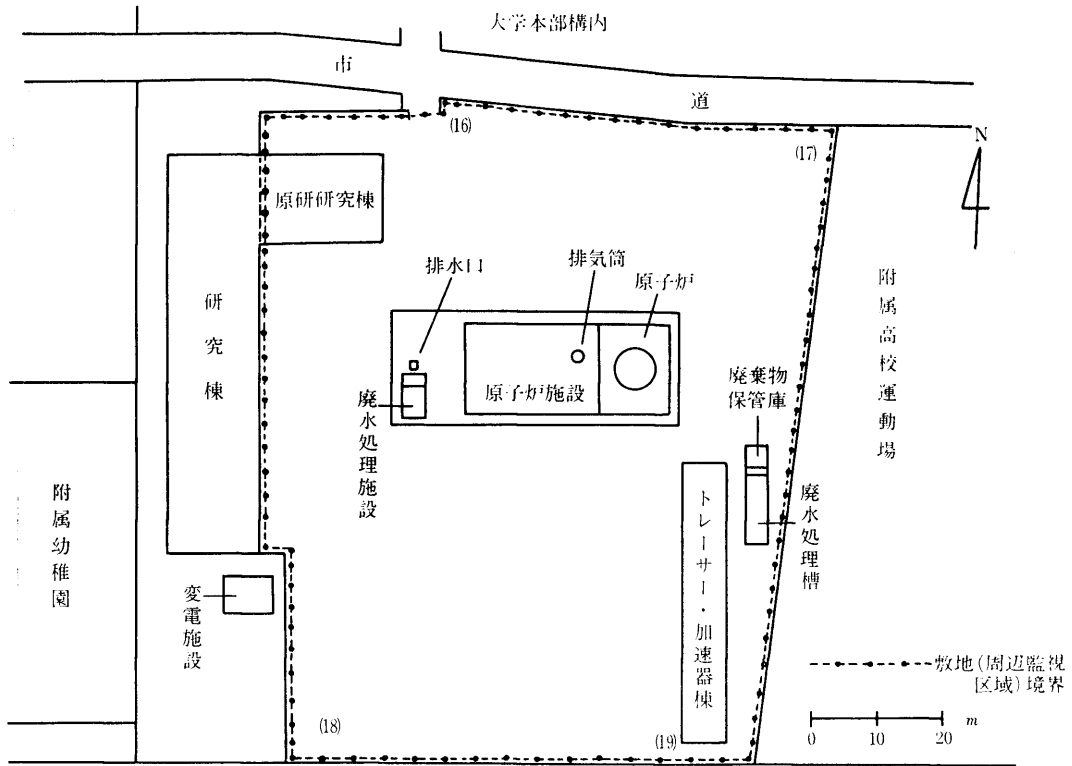 大学本部構内
市
道
(16)
(17)
N
原研研究棟
排水口
排気筒
原子炉
研究棟
附属高校運動場
原子炉施設
廃棄物
保管庫
廃水処理施設
トレーサー・加速器棟
廃水処理槽
附属幼稚園
変電施設
敷地(周辺監視
区域)境界
(18)
(19)
m
0 10 20